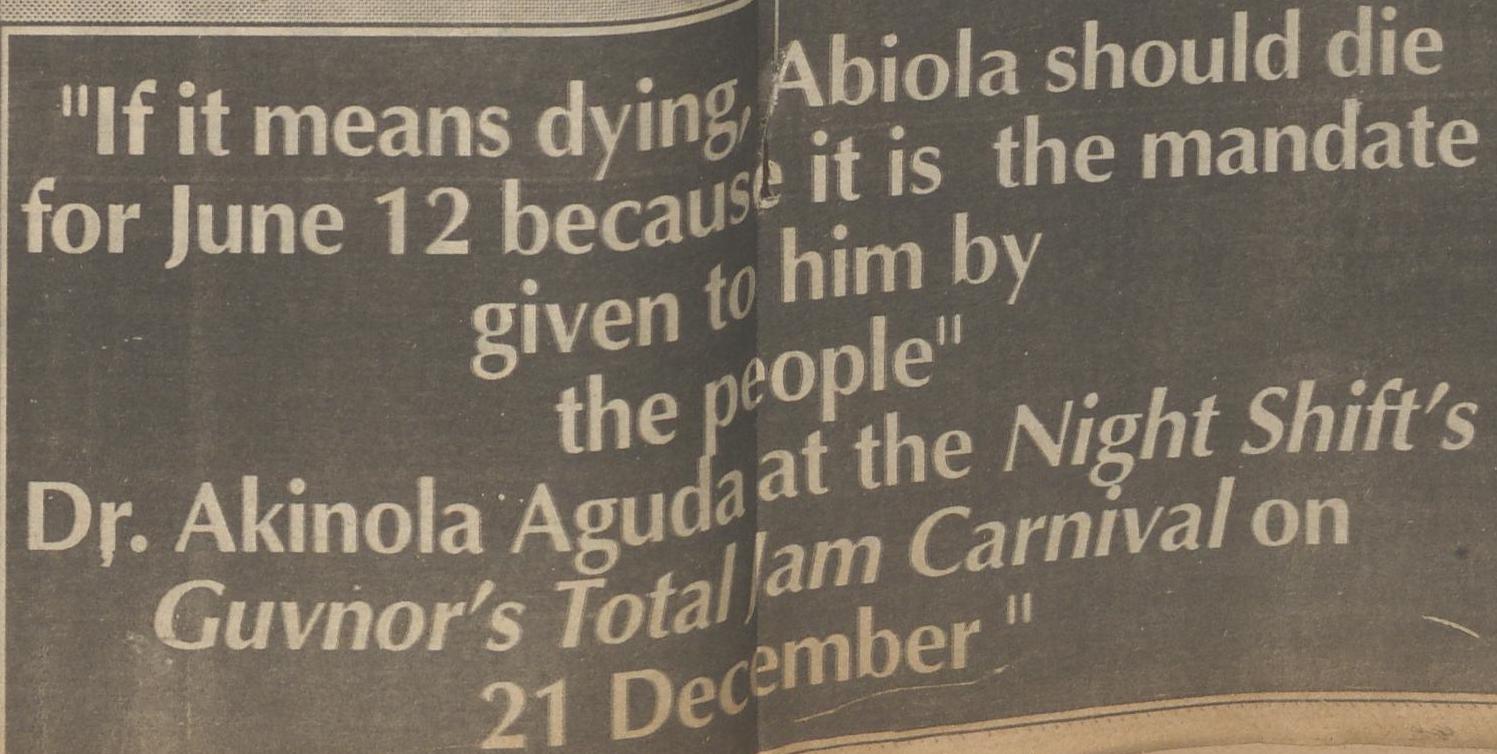 "If it means dying, Abiola should die
for June 12 because it is the mandate
given to him by
the people"
Dr. Akinola Aguda at the Night Shift's
Guvnor's Total Jam Carnival on
21 December "